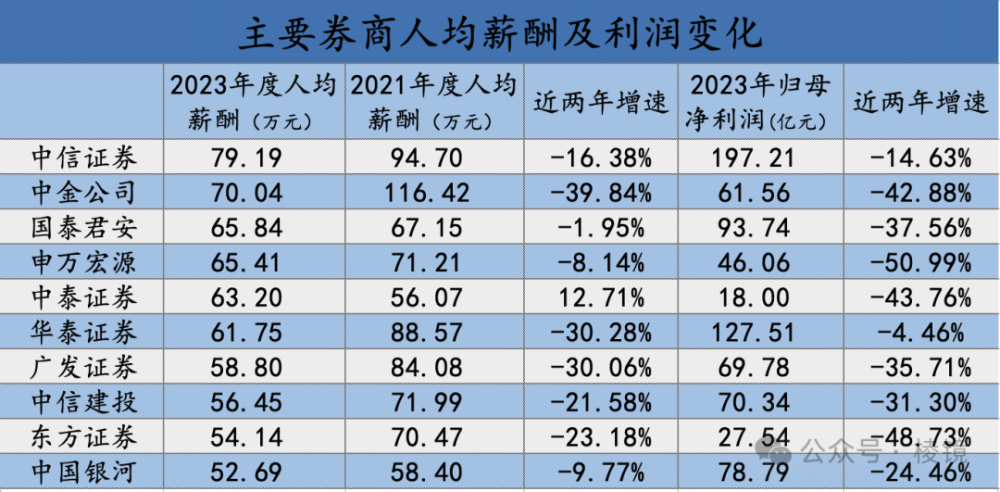 主要券商人均薪酬及利润变化
2023年度人均薪酬（万元） 2021年度人均薪酬（万元） 近两年增速 2023年归母净利润(亿元) 近两年增速
中信证券 79.19 94.70 -16.38% 197.21 -14.63%
中金公司 70.04 116.42 -39.84% 61.56 -42.88%
国泰君安 65.84 67.15 -1.95% 93.74 -37.56%
申万宏源 65.41 71.21 -8.14% 46.06 -50.99%
中泰证券 63.20 56.07 12.71% 18.00 -43.76%
华泰证券 61.75 88.57 -30.28% 127.51 -4.46%
广发证券 58.80 84.08 -30.06% 69.78 -35.71%
中信建投 56.45 71.99 -21.58% 70.34 -31.30%
东方证券 54.14 70.47 -23.18% 27.54 -48.73%
中国银河 52.69 58.40 -9.77% 78.79 -24.46%
公众号·棱镜